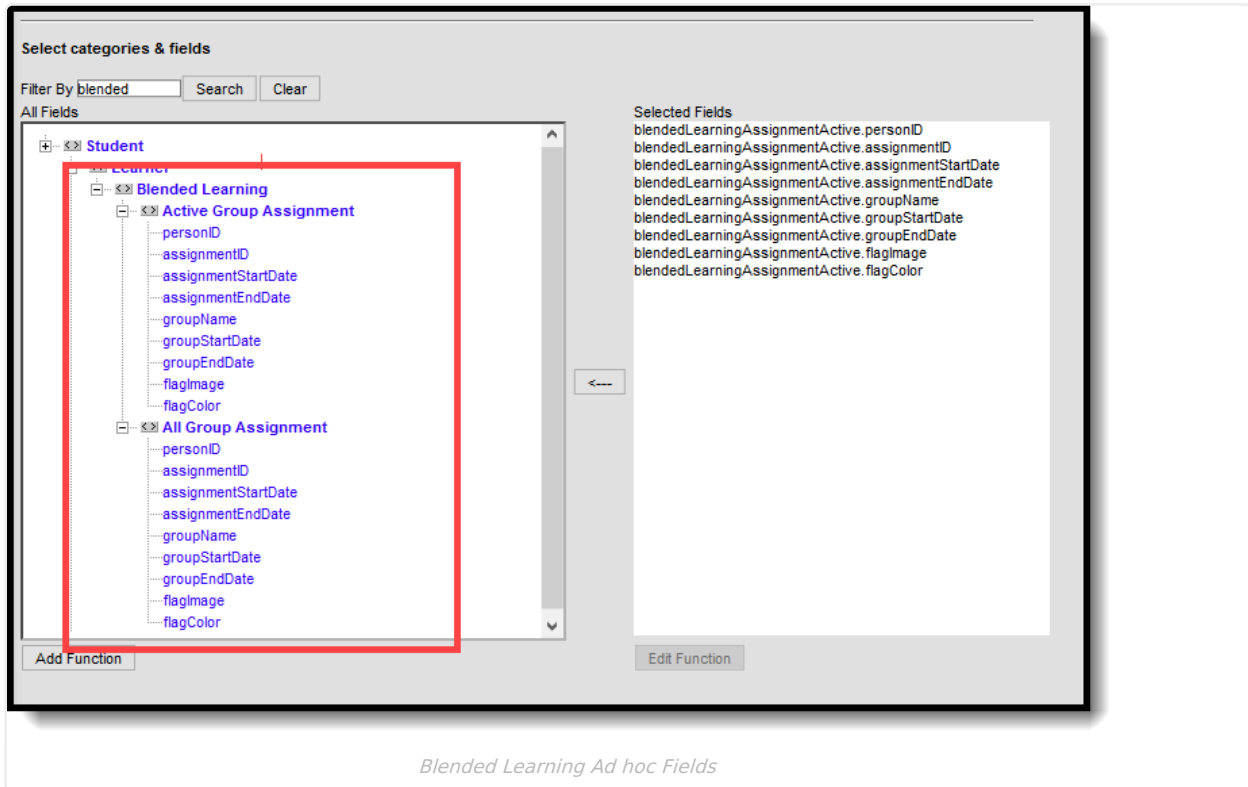 Select categories & fields
Filter By blended Search Clear
All Fields
Student
Learner
Blended Learning
Active Group Assignment
personID
assignmentID
assignmentStartDate
assignmentEndDate
groupName
groupStartDate
groupEndDate
flagImage
flagColor
All Group Assignment
personID
assignmentID
assignmentStartDate
assignmentEndDate
groupName
groupStartDate
groupEndDate
flagImage
flagColor
Add Function
<---
Selected Fields
blendedLearningAssignmentActive.personID
blendedLearningAssignmentActive.assignmentID
blendedLearningAssignmentActive.assignmentStartDate
blendedLearningAssignmentActive.assignmentEndDate
blendedLearningAssignmentActive.groupName
blendedLearningAssignmentActive.groupStartDate
blendedLearningAssignmentActive.groupEndDate
blendedLearningAssignmentActive.flagImage
blendedLearningAssignmentActive.flagColor
Edit Function
Blended Learning Ad hoc Fields